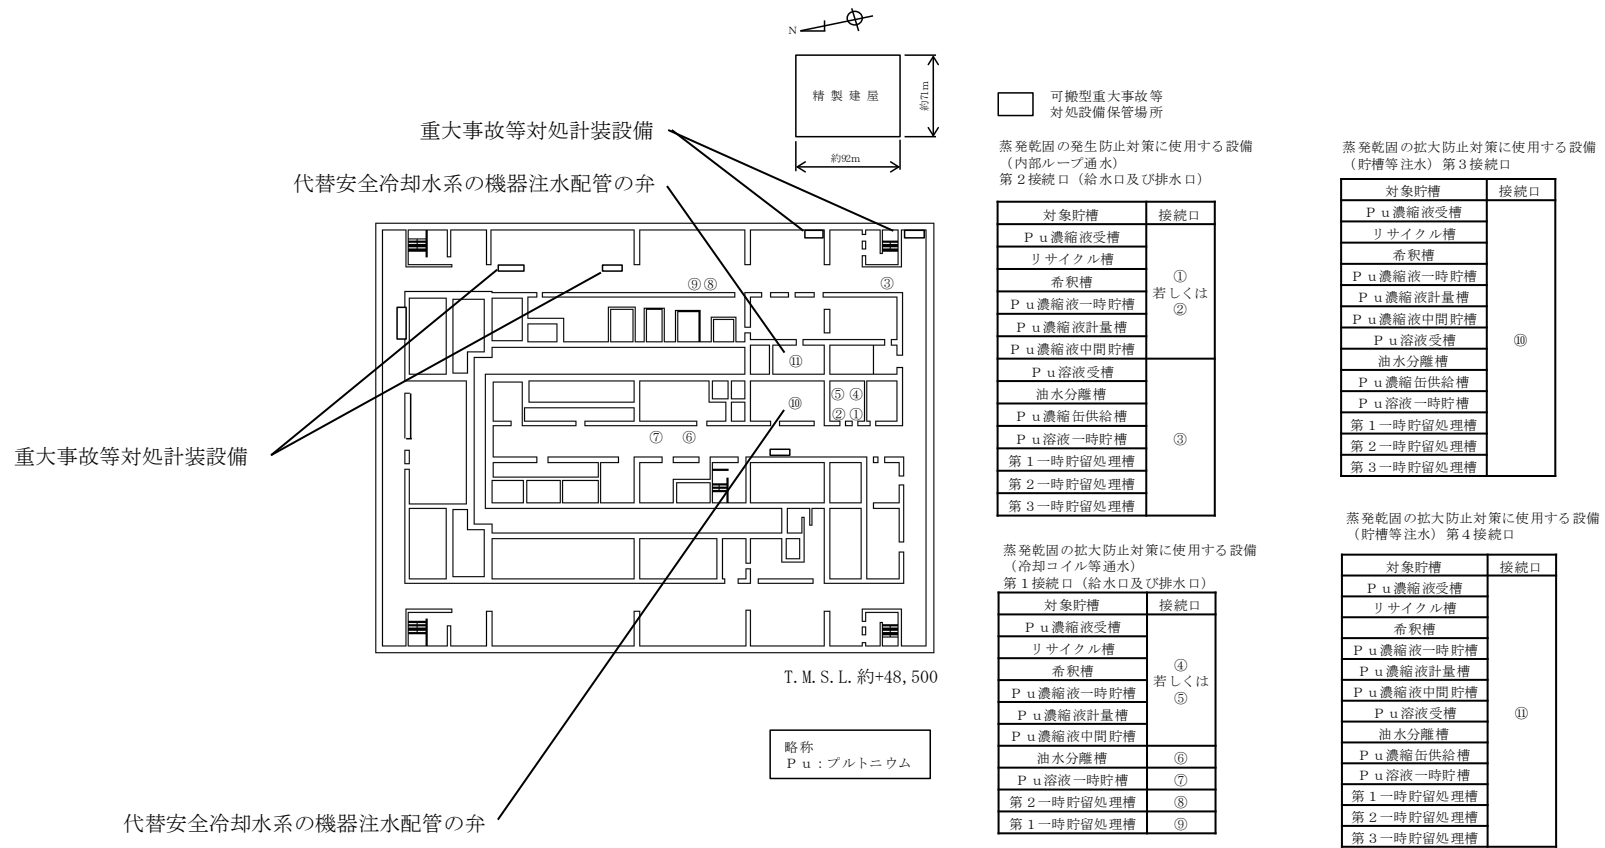 N
精製建屋
約71m
約92m
重大事故等対処計装設備
代替安全冷却水系の機器注水配管の弁
⑨⑧
③
⑪
⑤④
②①
⑩
⑦
⑥
重大事故等対処計装設備
T.M.S.L.約+48,500
略称
Pu:プルトニウム
代替安全冷却水系の機器注水配管の弁
可搬型重大事故等
対処設備保管場所
蒸発乾固の発生防止対策に使用する設備
(内部ループ通水)
第2接続口(給水口及び排水口)
対象貯槽 接続口
Pu濃縮液受槽
リサイクル槽
希釈槽
Pu濃縮液一時貯槽
Pu濃縮液計量槽
Pu濃縮液中間貯槽
①
若しくは
②
Pu溶液受槽
油水分離槽
Pu濃縮缶供給槽
Pu溶液一時貯槽
第1一時貯留処理槽
第2一時貯留処理槽
第3一時貯留処理槽
③
蒸発乾固の拡大防止対策に使用する設備
(冷却コイル等通水)
第1接続口(給水口及び排水口)
対象貯槽 接続口
Pu濃縮液受槽
リサイクル槽
希釈槽
Pu濃縮液一時貯槽
Pu濃縮液計量槽
Pu濃縮液中間貯槽
④
若しくは
⑤
油水分離槽 ⑥
Pu溶液一時貯槽 ⑦
第2一時貯留処理槽 ⑧
第1一時貯留処理槽 ⑨
蒸発乾固の拡大防止対策に使用する設備
(貯槽等注水)第3接続口
対象貯槽 接続口
Pu濃縮液受槽
リサイクル槽
希釈槽
Pu濃縮液一時貯槽
Pu濃縮液計量槽
Pu濃縮液中間貯槽
Pu溶液受槽
油水分離槽
Pu濃縮缶供給槽
Pu溶液一時貯槽
第1一時貯留処理槽
第2一時貯留処理槽
第3一時貯留処理槽
⑩
蒸発乾固の拡大防止対策に使用する設備
(貯槽等注水)第4接続口
対象貯槽 接続口
Pu濃縮液受槽
リサイクル槽
希釈槽
Pu濃縮液一時貯槽
Pu濃縮液計量槽
Pu濃縮液中間貯槽
Pu溶液受槽
油水分離槽
Pu濃縮缶供給槽
Pu溶液一時貯槽
第1一時貯留処理槽
第2一時貯留処理槽
第3一時貯留処理槽
⑪